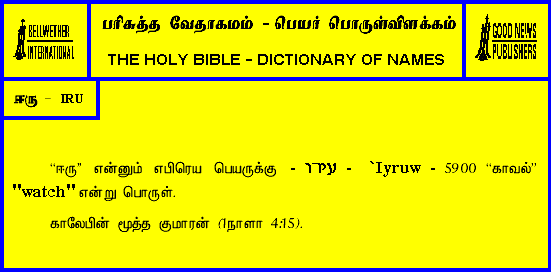 BELLWETHER
INTERNATIONAL
பரிசுத்த வேதாகமம் - பெயர் பொருள்விளக்கம்
THE HOLY BIBLE - DICTIONARY OF NAMES
GOOD NEWS
PUBLISHERS
ஈரு - IRU
“ஈரு” என்னும் எபிரெய பெயருக்கு - עירו - `Iyruw - 5900 “காவல்”
"watch" என்று பொருள்.
காலேபின் மூத்த குமாரன் (1நாளா 4:15).